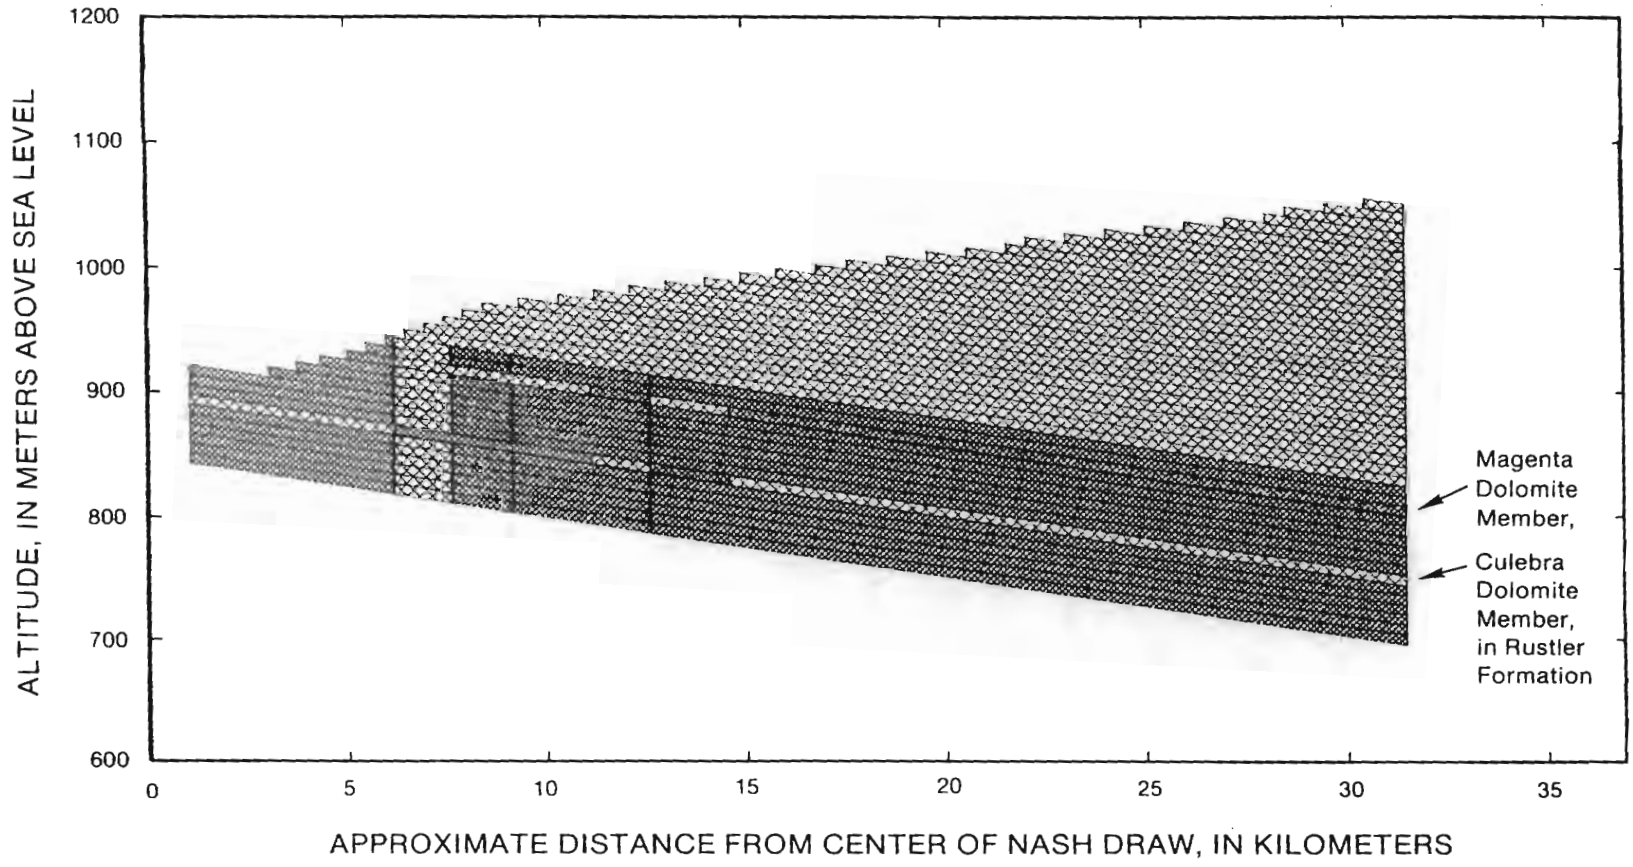 1200
1100
1000
900
800
700
600
ALTITUDE, IN METERS ABOVE SEA LEVEL
Magenta
Dolomite
Member,
Culebra
Dolomite
Member,
in Rustler
Formation
0 5 10 15 20 25 30 35
APPROXIMATE DISTANCE FROM CENTER OF NASH DRAW, IN KILOMETERS